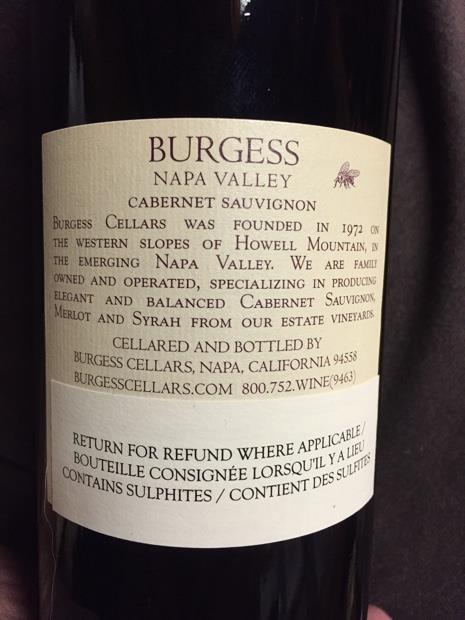 BURGESS
NAPA VALLEY
CABERNET SAUVIGNON
BURGESS CELLARS WAS FOUNDED IN 1972 ON
THE WESTERN SLOPES OF HOWELL MOUNTAIN, IN
THE EMERGING NAPA VALLEY. WE ARE FAMILY
OWNED AND OPERATED, SPECIALIZING IN PRODUCING
ELEGANT AND BALANCED CABERNET SAUVIGNON,
MERLOT AND SYRAH FROM OUR ESTATE VINEYARDS.
CELLARED AND BOTTLED BY
BURGESS CELLARS, NAPA, CALIFORNIA 94558
BURGESSCELLARS.COM 800.752.WINE(9463)
RETURN FOR REFUND WHERE APPLICABLE/
BOUTEILLE CONSIGNÉE LORSQU'IL Y A LIEU
CONTAINS SULPHITES / CONTIENT DES SULFITES